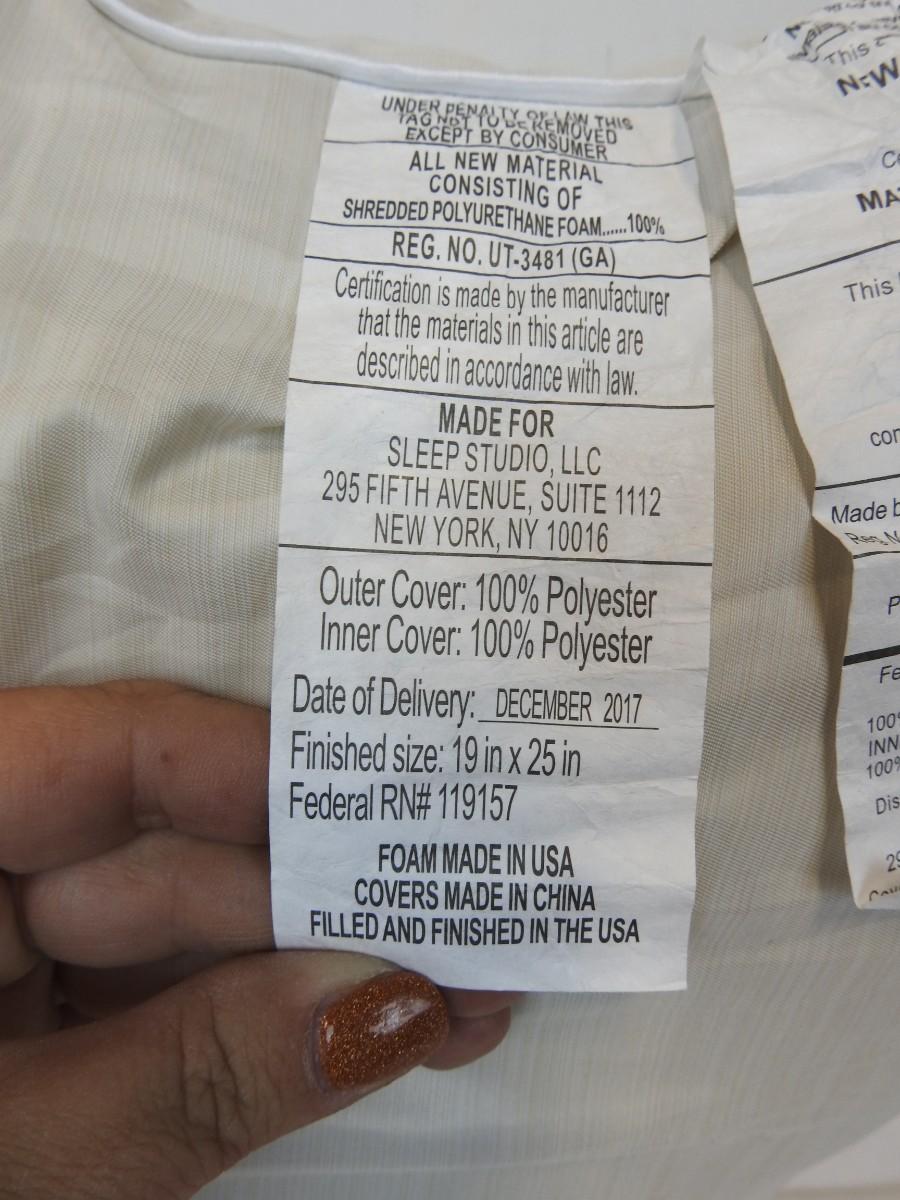 UNDER PENALTY OF LAW THIS
TAG NOT TO BE REMOVED
EXCEPT BY CONSUMER
ALL NEW MATERIAL
CONSISTING OF
SHREDDED POLYURETHANE FOAM......100%
REG. NO. UT-3481 (GA)
Certification is made by the manufacturer
that the materials in this article are
described in accordance with law.
MADE FOR
SLEEP STUDIO, LLC
295 FIFTH AVENUE, SUITE 1112
NEW YORK, NY 10016
Outer Cover: 100% Polyester
Inner Cover: 100% Polyester
Date of Delivery: DECEMBER 2017
Finished size: 19 in x 25 in
Federal RN# 119157
FOAM MADE IN USA
COVERS MADE IN CHINA
FILLED AND FINISHED IN THE USA
This
This
Made